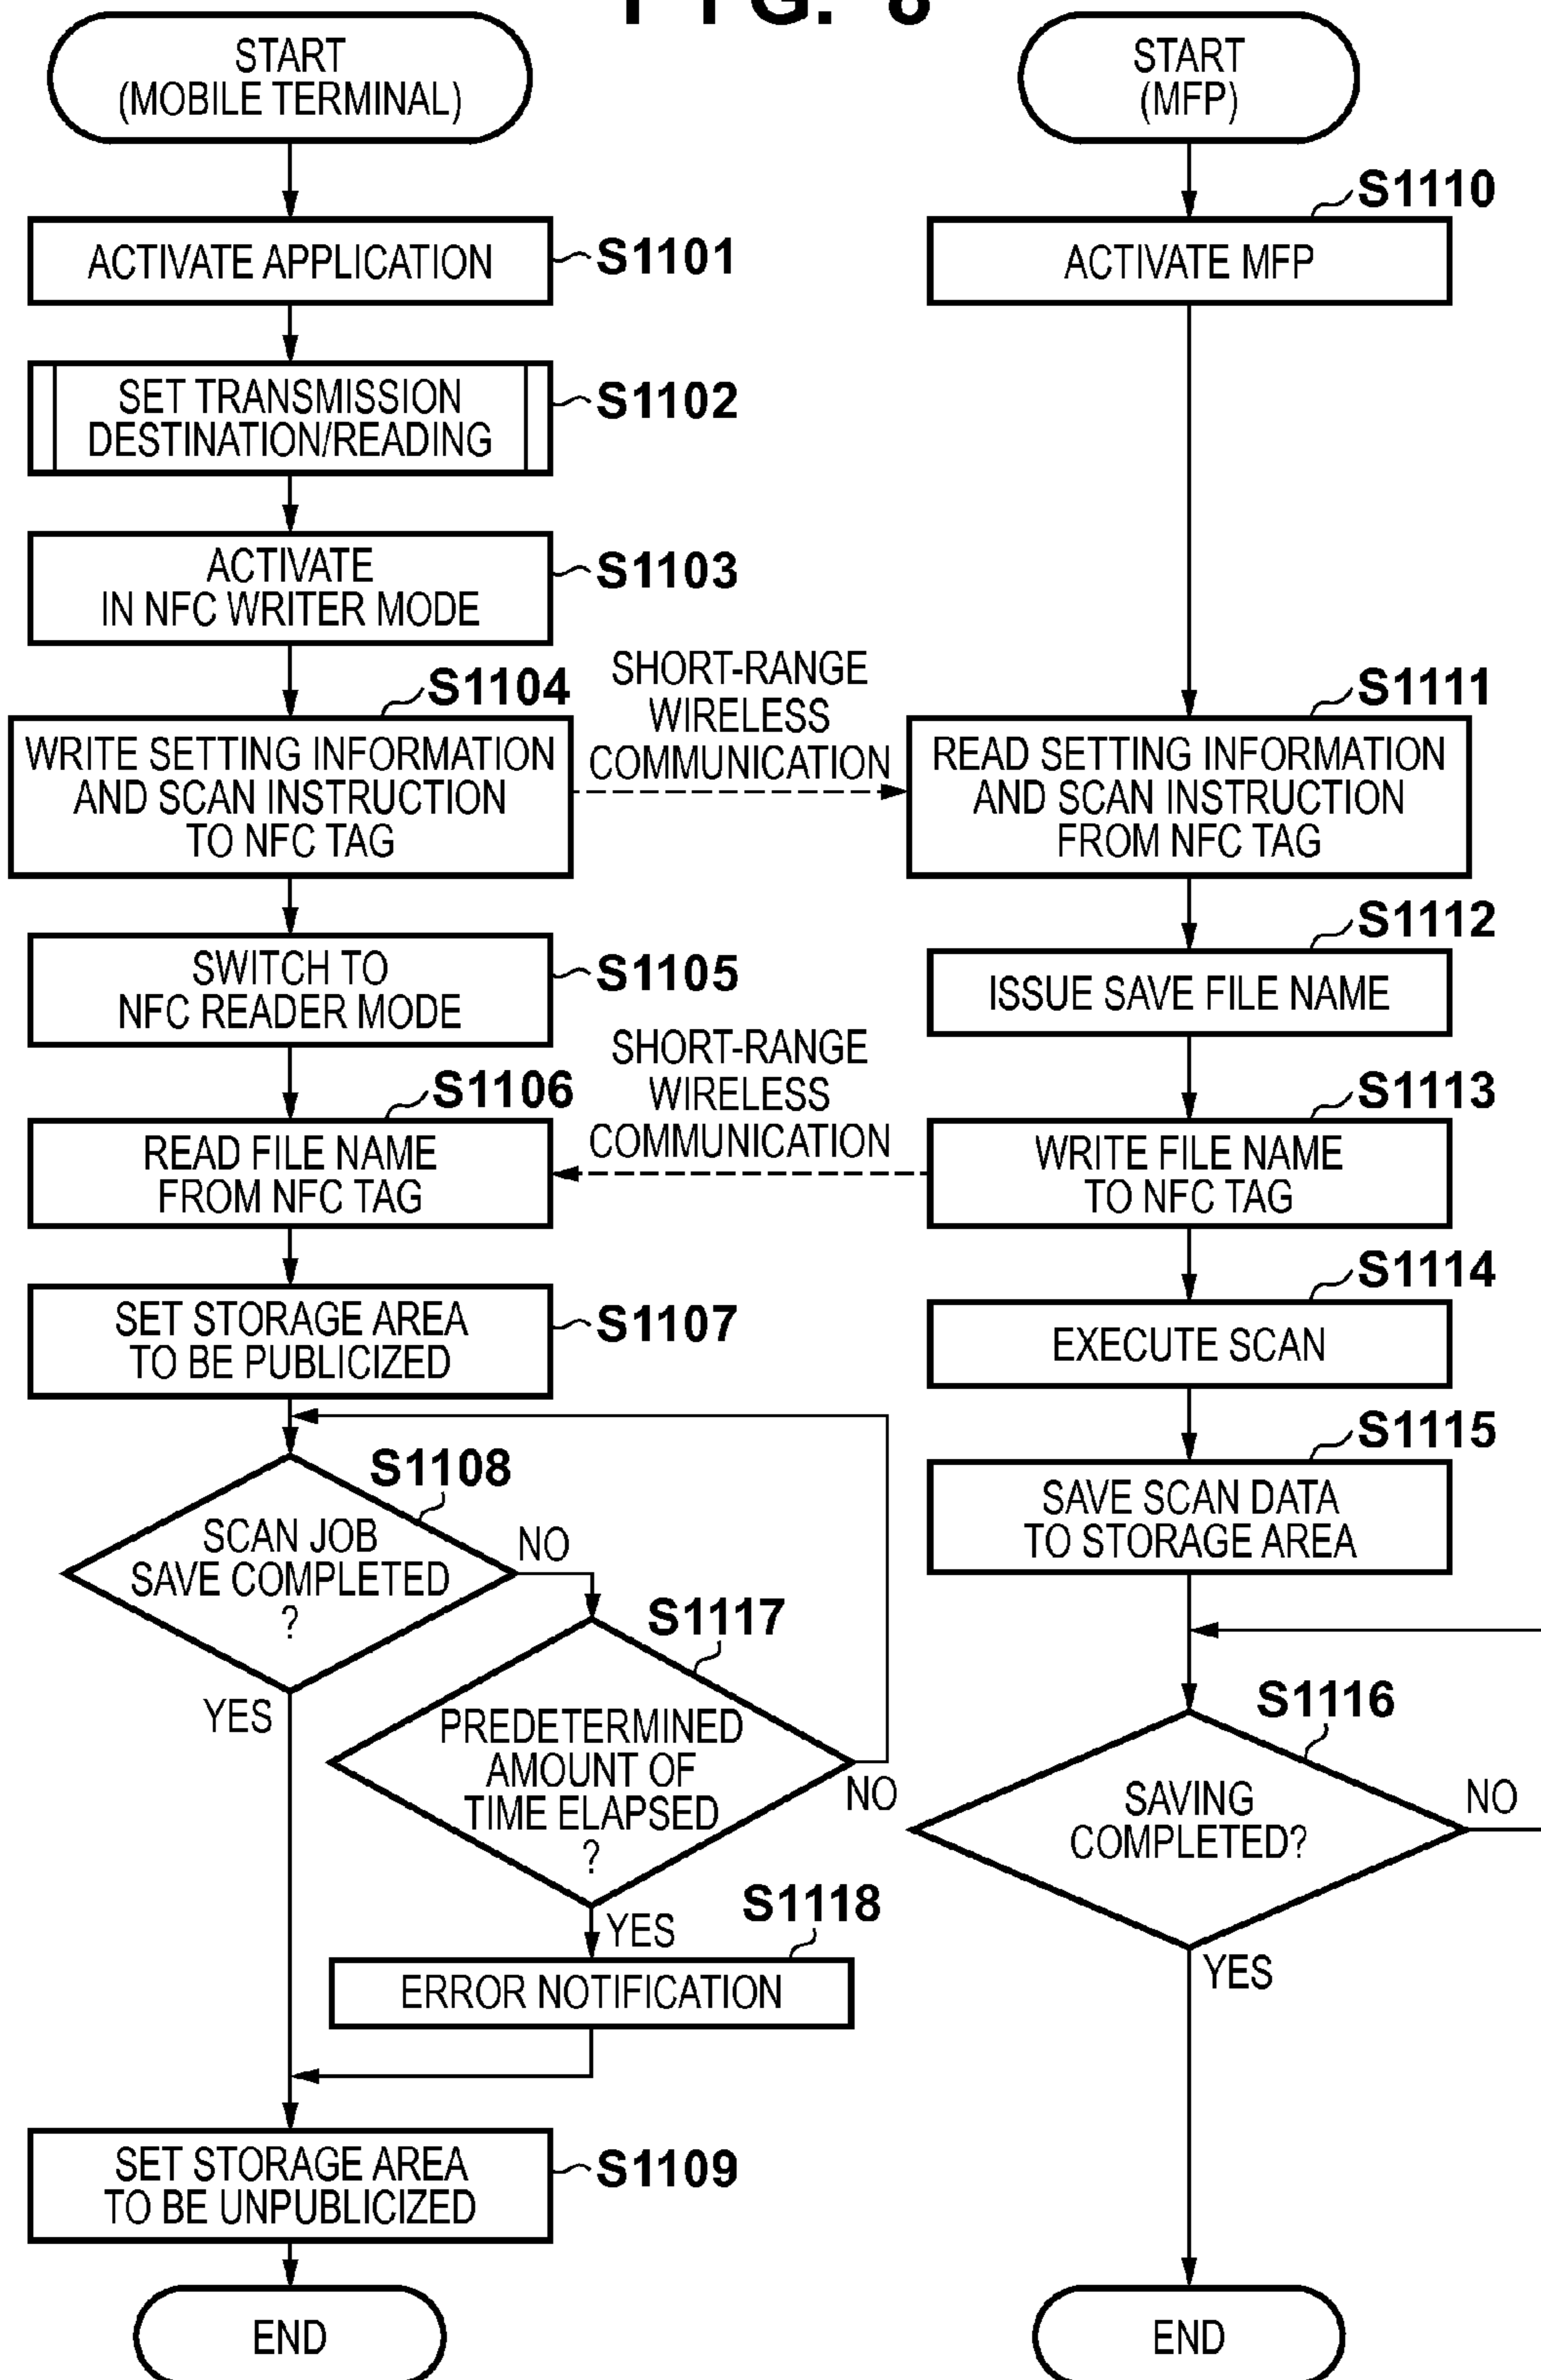 FIG. 8
START
(MOBILE TERMINAL)
START
(MFP)
S1110
ACTIVATE APPLICATION
S1101
ACTIVATE MFP
SET TRANSMISSION
DESTINATION/READING
S1102
ACTIVATE
IN NFC WRITER MODE
S1103
S1104
SHORT-RANGE
WIRELESS
COMMUNICATION
S1111
WRITE SETTING INFORMATION
AND SCAN INSTRUCTION
TO NFC TAG
READ SETTING INFORMATION
AND SCAN INSTRUCTION
FROM NFC TAG
S1112
SWITCH TO
NFC READER MODE
S1105
ISSUE SAVE FILE NAME
SHORT-RANGE
WIRELESS
COMMUNICATION
S1106
S1113
READ FILE NAME
FROM NFC TAG
WRITE FILE NAME
TO NFC TAG
S1114
SET STORAGE AREA
TO BE PUBLICIZED
S1107
EXECUTE SCAN
S1115
S1108
SCAN JOB
SAVE COMPLETED
?
NO
YES
SAVE SCAN DATA
TO STORAGE AREA
S1117
PREDETERMINED
AMOUNT OF
TIME ELAPSED
?
NO
YES
S1116
SAVING
COMPLETED?
NO
YES
S1118
ERROR NOTIFICATION
SET STORAGE AREA
TO BE UNPUBLICIZED
S1109
END
END